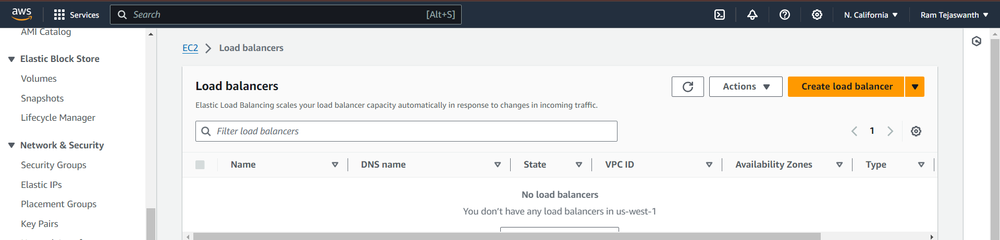 aws Services Search [Alt+S] N. California Ram Tejaswanth
AMI Catalog
Elastic Block Store
Volumes
Snapshots
Lifecycle Manager
Network & Security
Security Groups
Elastic IPs
Placement Groups
Key Pairs
EC2 > Load balancers
Load balancers
Actions
Create load balancer
Elastic Load Balancing scales your load balancer capacity automatically in response to changes in incoming traffic.
Filter load balancers
1
Name DNS name State VPC ID Availability Zones Type
No load balancers
You don’t have any load balancers in us-west-1